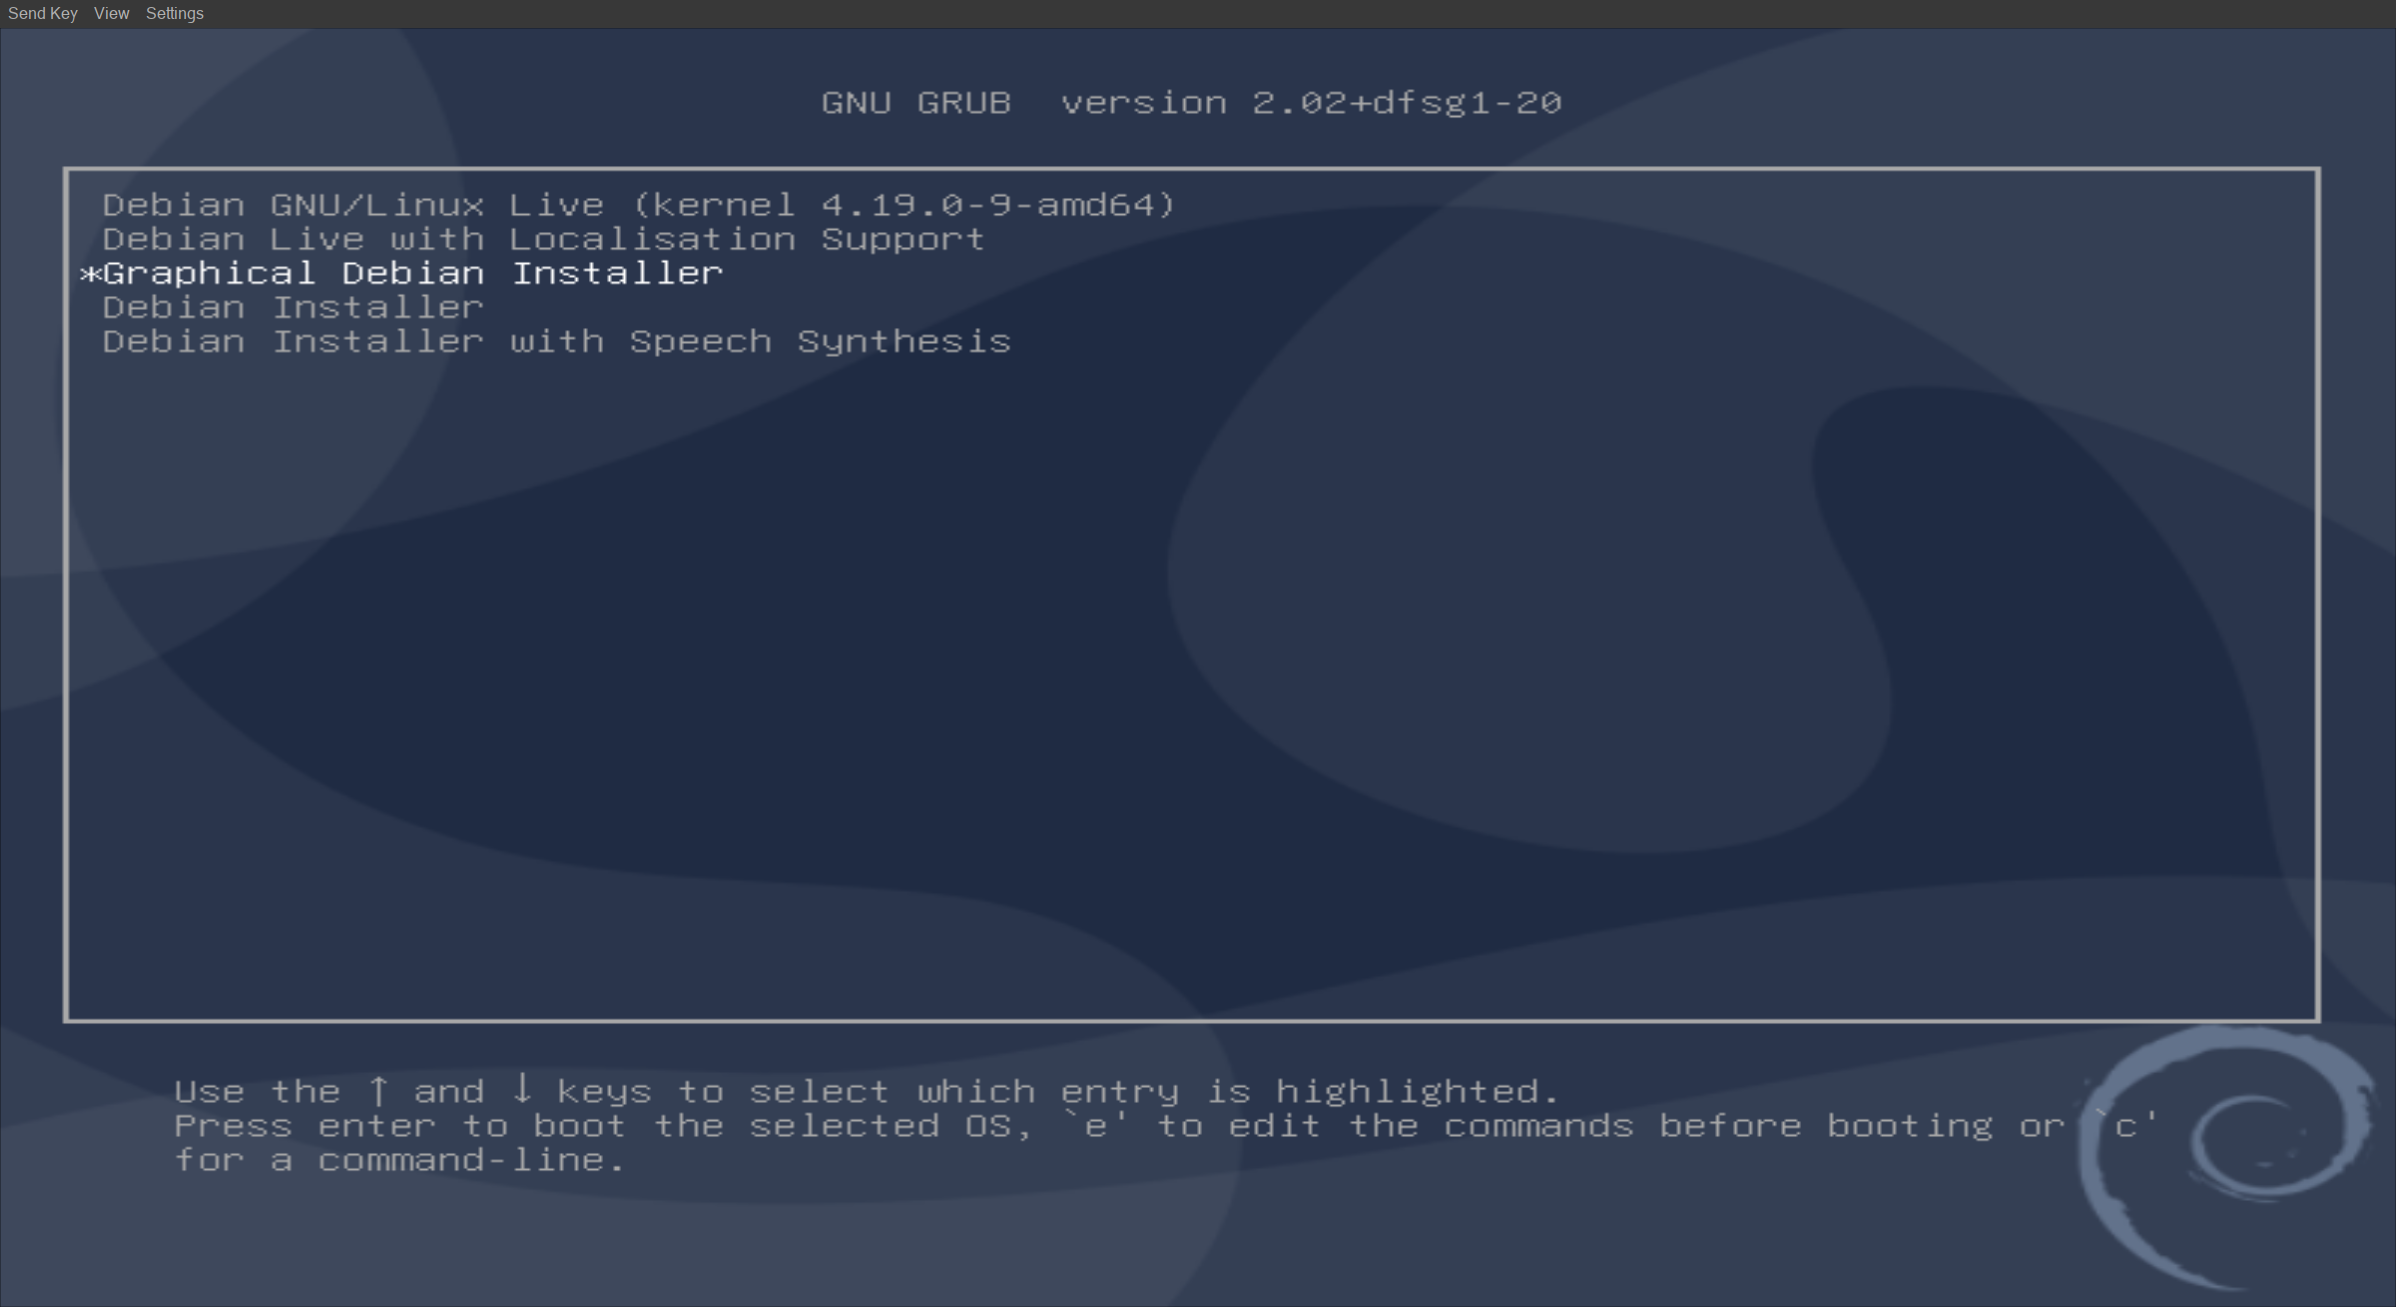 Send Key View Settings
GNU GRUB  version 2.02+dfsg1-20
Debian GNU/Linux Live (kernel 4.19.0-9-amd64)
Debian Live with Localisation Support
*Graphical Debian Installer
Debian Installer
Debian Installer with Speech Synthesis
Use the ↑ and ↓ keys to select which entry is highlighted.
Press enter to boot the selected OS, `e' to edit the commands before booting or `c'
for a command-line.